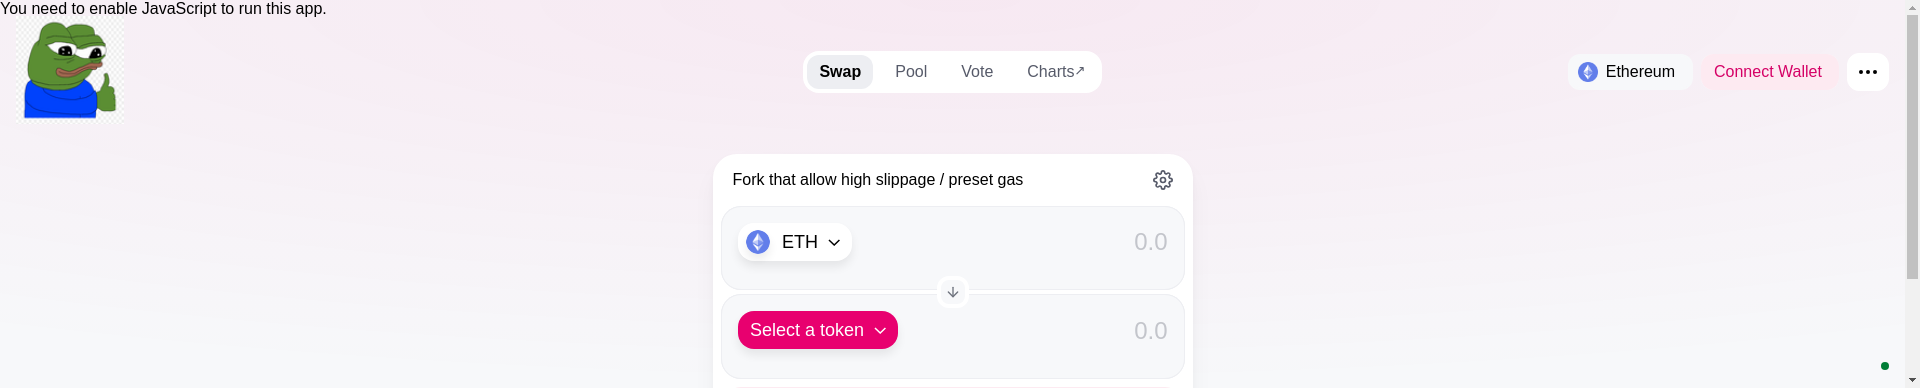 You need to enable JavaScript to run this app.
Swap Pool Vote Charts↗
Ethereum Connect Wallet
Fork that allow high slippage / preset gas
ETH 0.0
Select a token 0.0